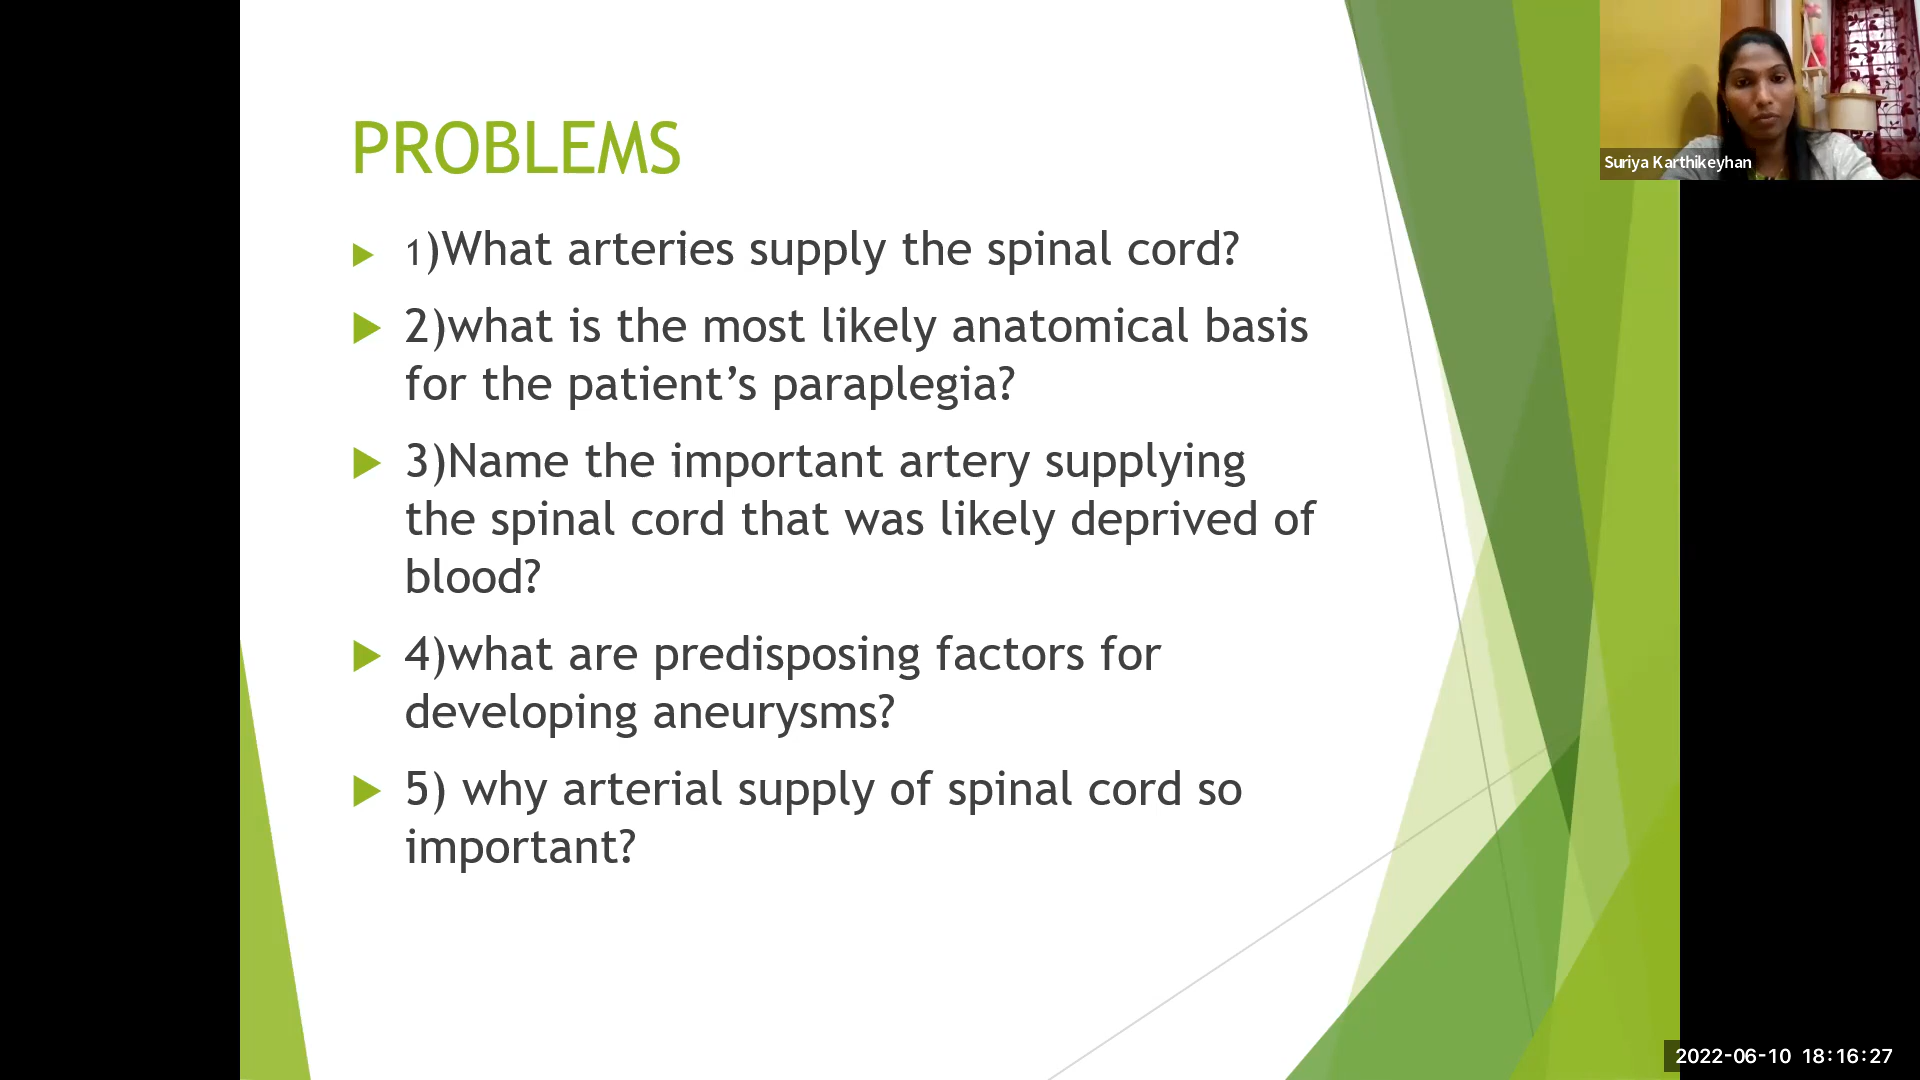 PROBLEMS
1)What arteries supply the spinal cord?
2)what is the most likely anatomical basis
for the patient’s paraplegia?
3)Name the important artery supplying
the spinal cord that was likely deprived of
blood?
4)what are predisposing factors for
developing aneurysms?
5) why arterial supply of spinal cord so
important?
Suriya Karthikeyhan
2022-06-10 18:16:27